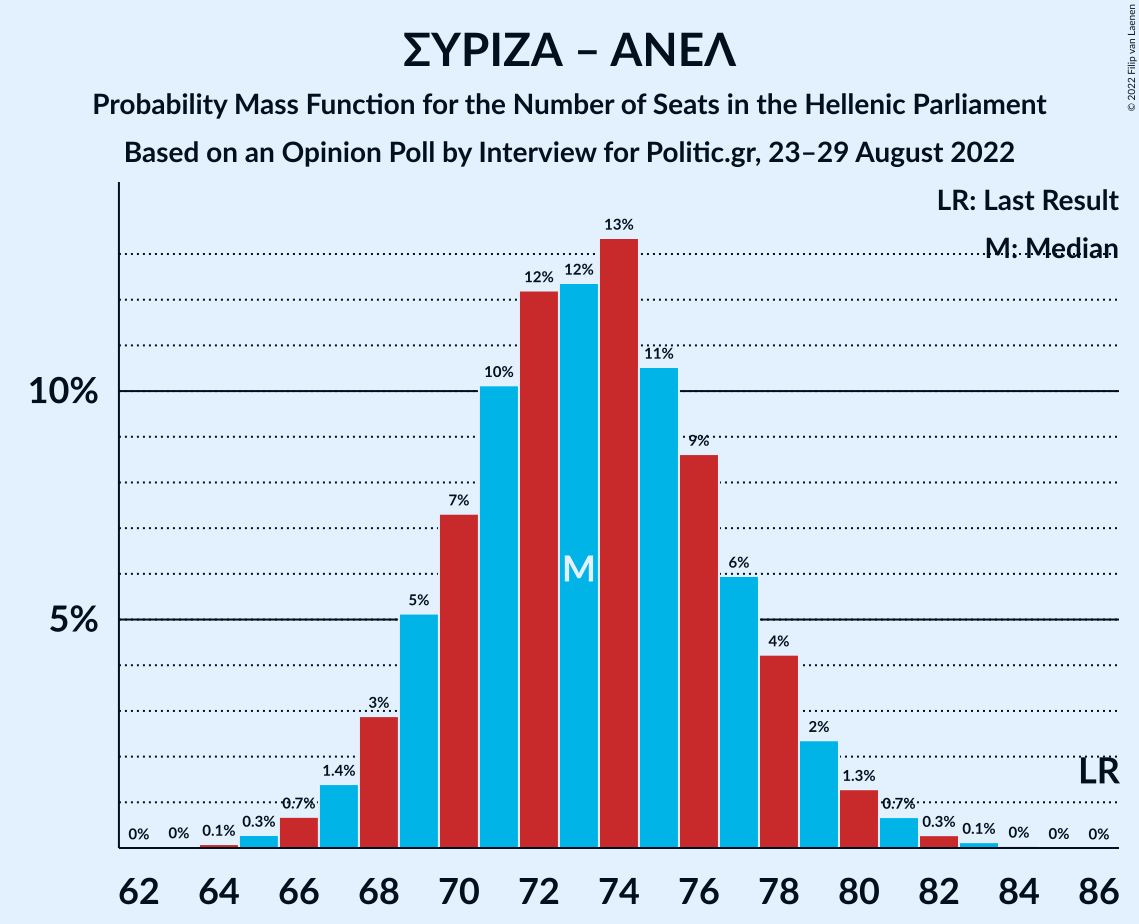 ΣΥΡΙΖΑ – ΑΝΕΛ
Probability Mass Function for the Number of Seats in the Hellenic Parliament
Based on an Opinion Poll by Interview for Politic.gr, 23–29 August 2022
© 2022 Filip van Laenen
LR: Last Result
M: Median
10%
5%
0% 0% 0.1% 0.3% 0.7% 1.4% 3% 5% 7% 10% 12% 12% 13% 11% 9% 6% 4% 2% 1.3% 0.7% 0.3% 0.1% 0% 0% 0%
M
LR
62 64 66 68 70 72 74 76 78 80 82 84 86